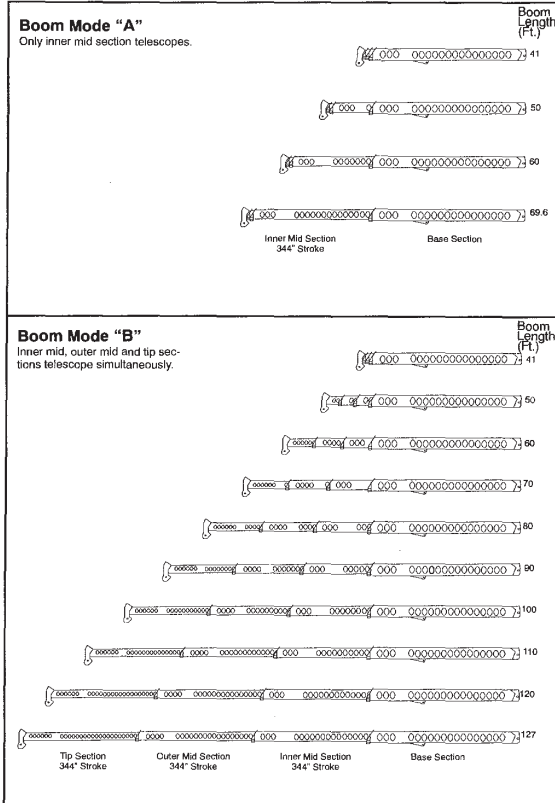 Boom Mode “A”
Only inner mid section telescopes.
Boom
Length
(Ft.)
41
50
60
69.6
Inner Mid Section
344" Stroke
Base Section
Boom Mode “B”
Inner mid, outer mid and tip sec-
tions telescope simultaneously.
Boom
Length
(Ft.)
41
50
60
70
80
90
100
110
120
127
Tip Section
344" Stroke
Outer Mid Section
344" Stroke
Inner Mid Section
344" Stroke
Base Section